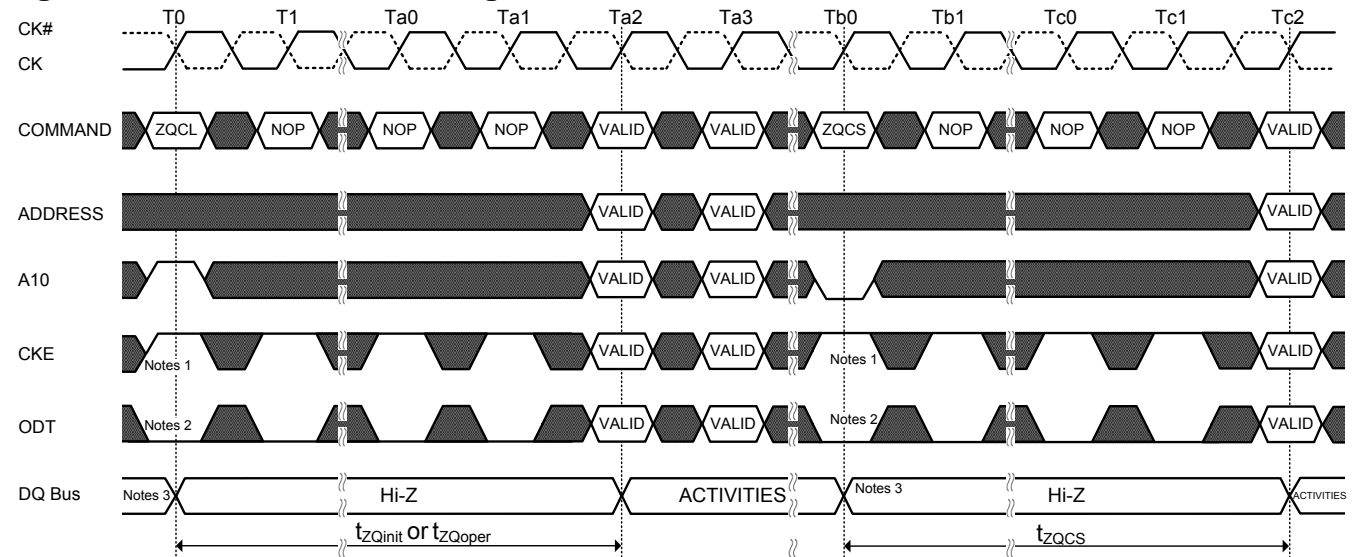 T0 T1 Ta0 Ta1 Ta2 Ta3 Tb0 Tb1 Tc0 Tc1 Tc2
CK#
CK
COMMAND ZQCL NOP NOP NOP VALID VALID ZQCS NOP NOP NOP VALID
ADDRESS VALID VALID VALID
A10 VALID VALID VALID
CKE Notes 1 VALID VALID Notes 1 VALID
ODT Notes 2 VALID VALID Notes 2 VALID
DQ Bus Notes 3 Hi-Z ACTIVITIES Notes 3 Hi-Z ACTIVITIES
tZQinit or tZQoper tZQCS